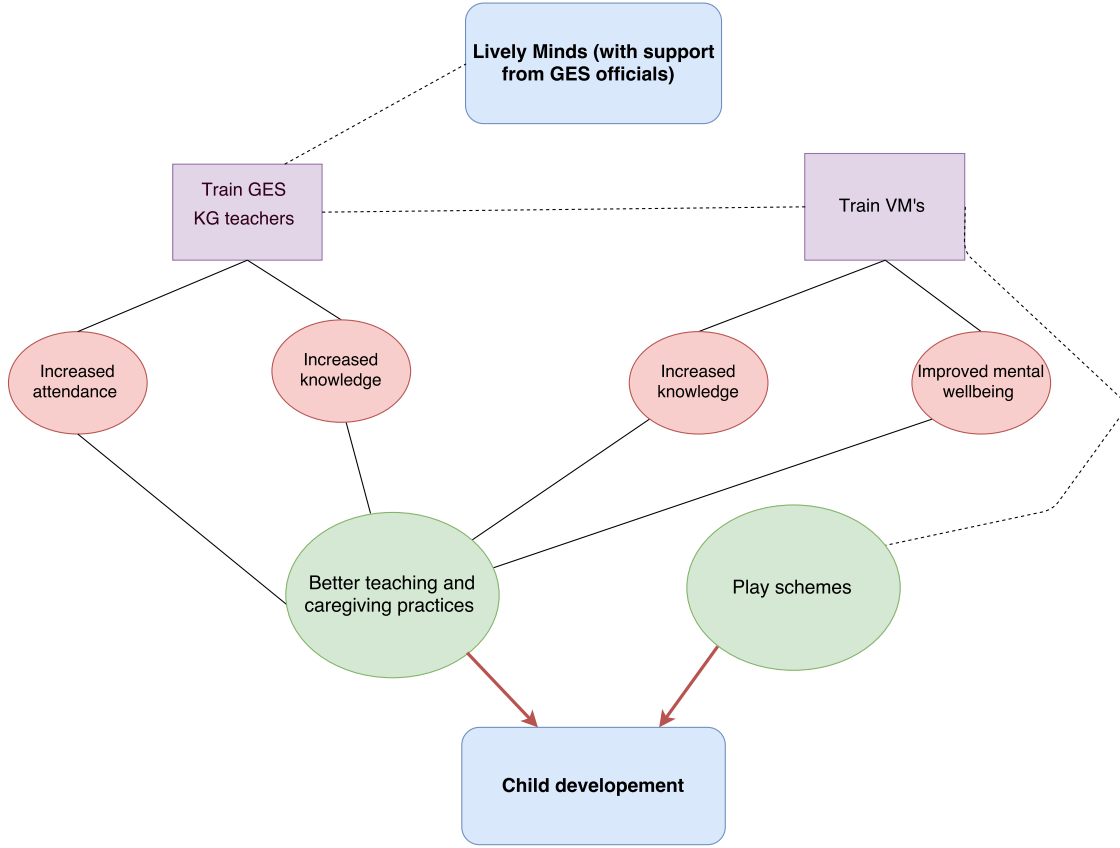 Lively Minds (with support
from GES officials)
Train GES
KG teachers
Train VM's
Increased
attendance
Increased
knowledge
Increased
knowledge
Improved mental
wellbeing
Better teaching and
caregiving practices
Play schemes
Child developement